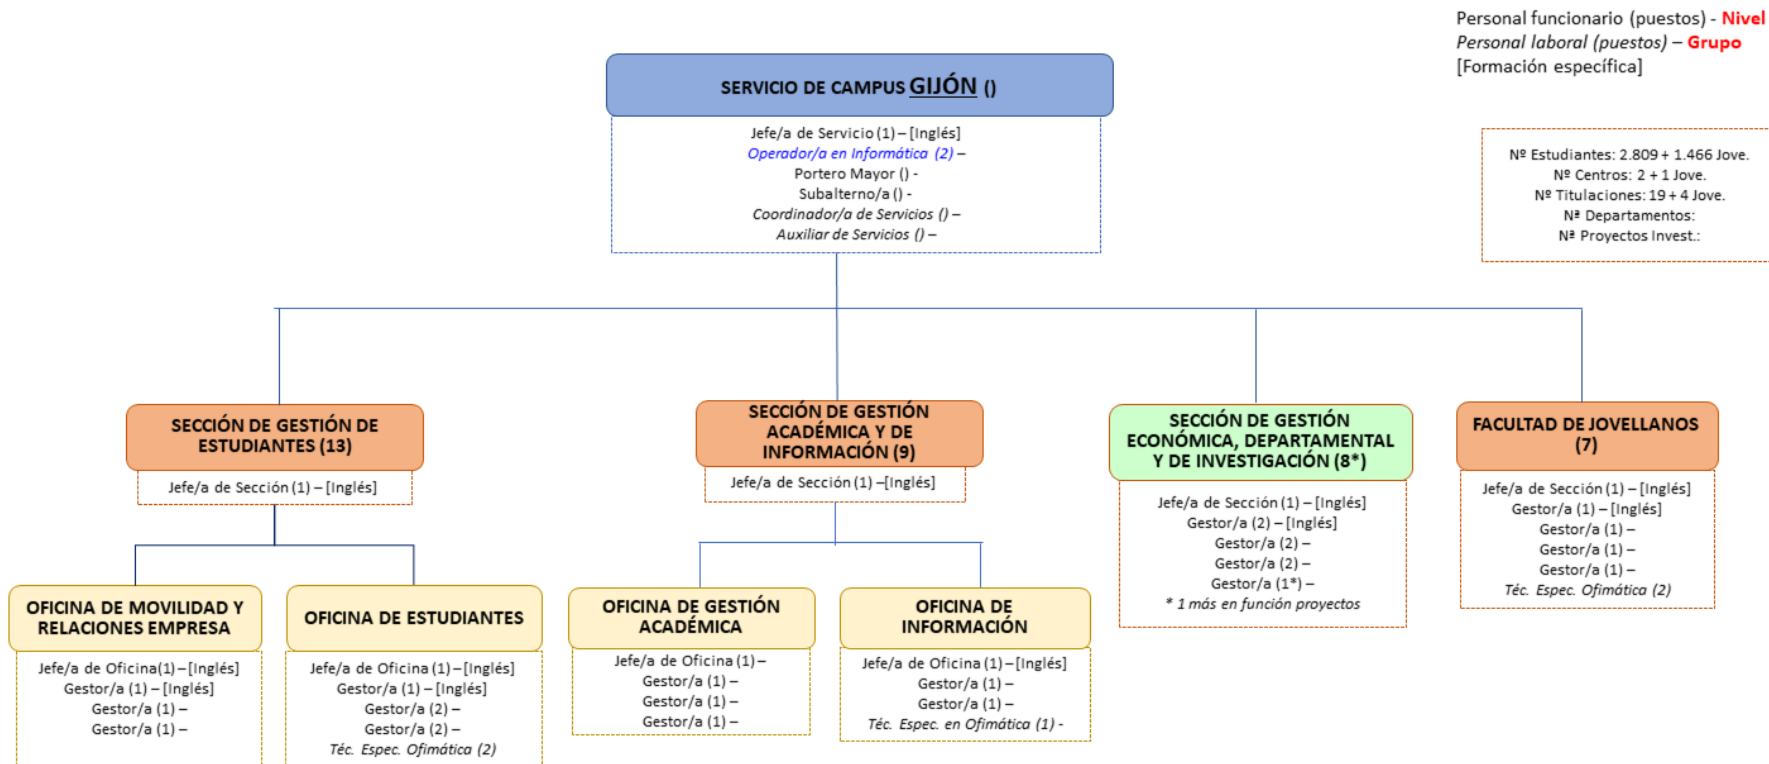 Personal funcionario (puestos) - Nivel
Personal laboral (puestos) – Grupo
[Formación específica]
SERVICIO DE CAMPUS GIJÓN ()
Jefe/a de Servicio (1) – [Inglés]
Operador/a en Informática (2) –
Portero Mayor () -
Subalterno/a () -
Coordinador/a de Servicios () –
Auxiliar de Servicios () –
Nº Estudiantes: 2.809 + 1.466 Jove.
Nº Centros: 2 + 1 Jove.
Nº Titulaciones: 19 + 4 Jove.
Nª Departamentos:
Nª Proyectos Invest.:
SECCIÓN DE GESTIÓN DE
ESTUDIANTES (13)
Jefe/a de Sección (1) – [Inglés]
SECCIÓN DE GESTIÓN
ACADÉMICA Y DE
INFORMACIÓN (9)
Jefe/a de Sección (1) –[Inglés]
SECCIÓN DE GESTIÓN
ECONÓMICA, DEPARTAMENTAL
Y DE INVESTIGACIÓN (8*)
Jefe/a de Sección (1) – [Inglés]
Gestor/a (2) – [Inglés]
Gestor/a (2) –
Gestor/a (2) –
Gestor/a (1*) –
* 1 más en función proyectos
FACULTAD DE JOVELLANOS
(7)
Jefe/a de Sección (1) – [Inglés]
Gestor/a (1) – [Inglés]
Gestor/a (1) –
Gestor/a (1) –
Gestor/a (1) –
Téc. Espec. Ofimática (2)
OFICINA DE MOVILIDAD Y
RELACIONES EMPRESA
Jefe/a de Oficina(1) – [Inglés]
Gestor/a (1) – [Inglés]
Gestor/a (1) –
Gestor/a (1) –
OFICINA DE ESTUDIANTES
Jefe/a de Oficina (1) – [Inglés]
Gestor/a (1) – [Inglés]
Gestor/a (2) –
Gestor/a (2) –
Téc. Espec. Ofimática (2)
OFICINA DE GESTIÓN
ACADÉMICA
Jefe/a de Oficina (1) –
Gestor/a (1) –
Gestor/a (1) –
Gestor/a (1) –
OFICINA DE
INFORMACIÓN
Jefe/a de Oficina (1) – [Inglés]
Gestor/a (1) –
Gestor/a (1) –
Téc. Espec. en Ofimática (1) -